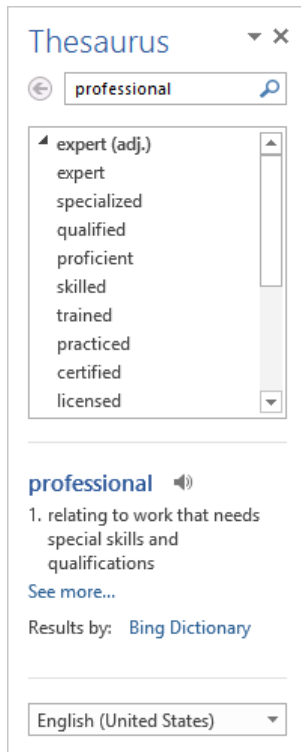 Thesaurus
professional
expert (adj.)
expert
specialized
qualified
proficient
skilled
trained
practiced
certified
licensed
professional
1. relating to work that needs
special skills and
qualifications
See more...
Results by: Bing Dictionary
English (United States)